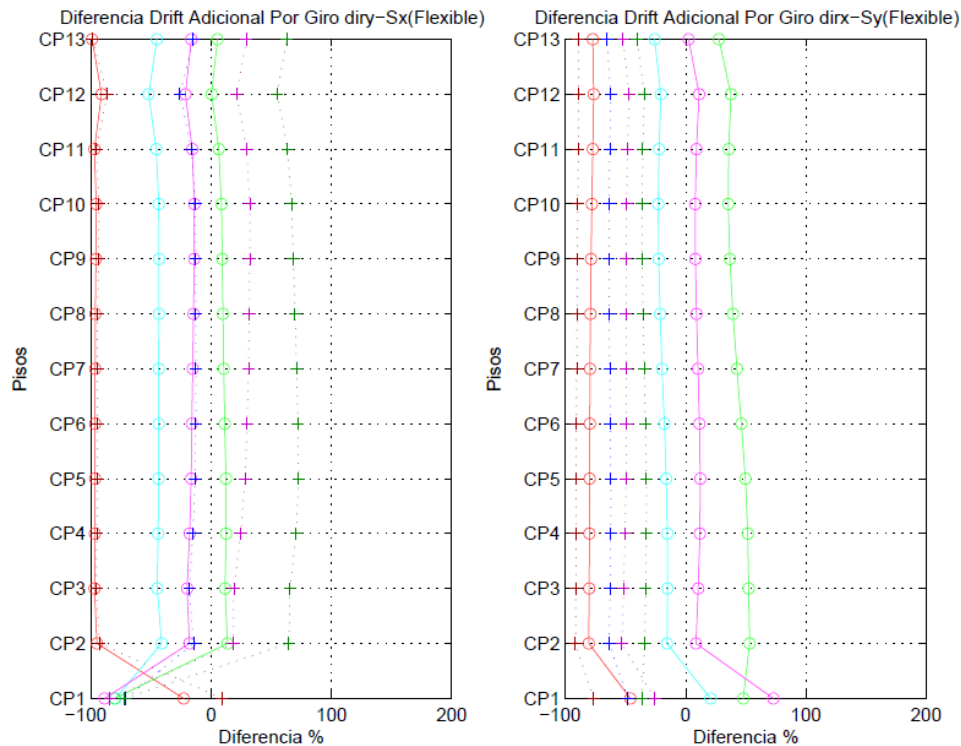 Diferencia Drift Adicional Por Giro diry-Sx(Flexible)
CP13
CP12
CP11
CP10
CP9
CP8
CP7
CP6
CP5
CP4
CP3
CP2
CP1
Pisos
−100 0 100 200
Diferencia %
Diferencia Drift Adicional Por Giro dirx-Sy(Flexible)
CP13
CP12
CP11
CP10
CP9
CP8
CP7
CP6
CP5
CP4
CP3
CP2
CP1
Pisos
−100 0 100 200
Diferencia %